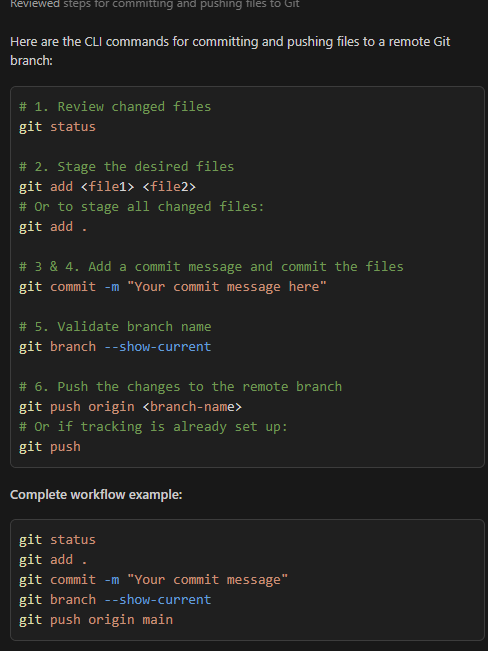 Reviewed steps for committing and pushing files to Git
Here are the CLI commands for committing and pushing files to a remote Git
branch:
# 1. Review changed files
git status
# 2. Stage the desired files
git add <file1> <file2>
# Or to stage all changed files:
git add .
# 3 & 4. Add a commit message and commit the files
git commit -m "Your commit message here"
# 5. Validate branch name
git branch --show-current
# 6. Push the changes to the remote branch
git push origin <branch-name>
# Or if tracking is already set up:
git push
Complete workflow example:
git status
git add .
git commit -m "Your commit message"
git branch --show-current
git push origin main